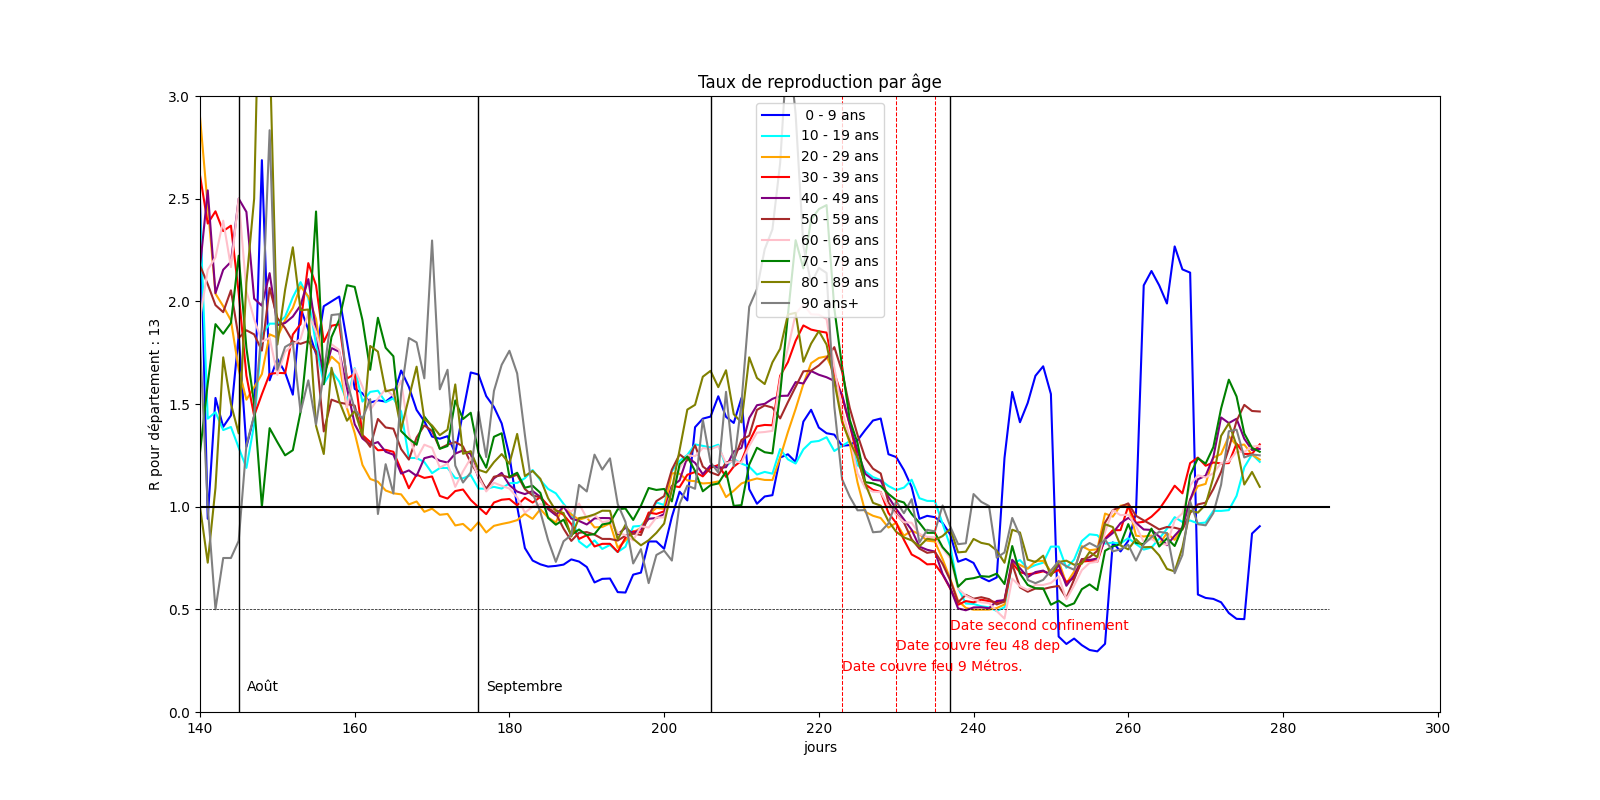 Taux de reproduction par âge
R pour département : 13
3.0
2.5
2.0
1.5
1.0
0.5
0.0
0 - 9 ans
10 - 19 ans
20 - 29 ans
30 - 39 ans
40 - 49 ans
50 - 59 ans
60 - 69 ans
70 - 79 ans
80 - 89 ans
90 ans+
Date second confinement
Date couvre feu 48 dep
Date couvre feu 9 Métros.
Août
Septembre
140
160
180
200
220
240
260
280
300
jours